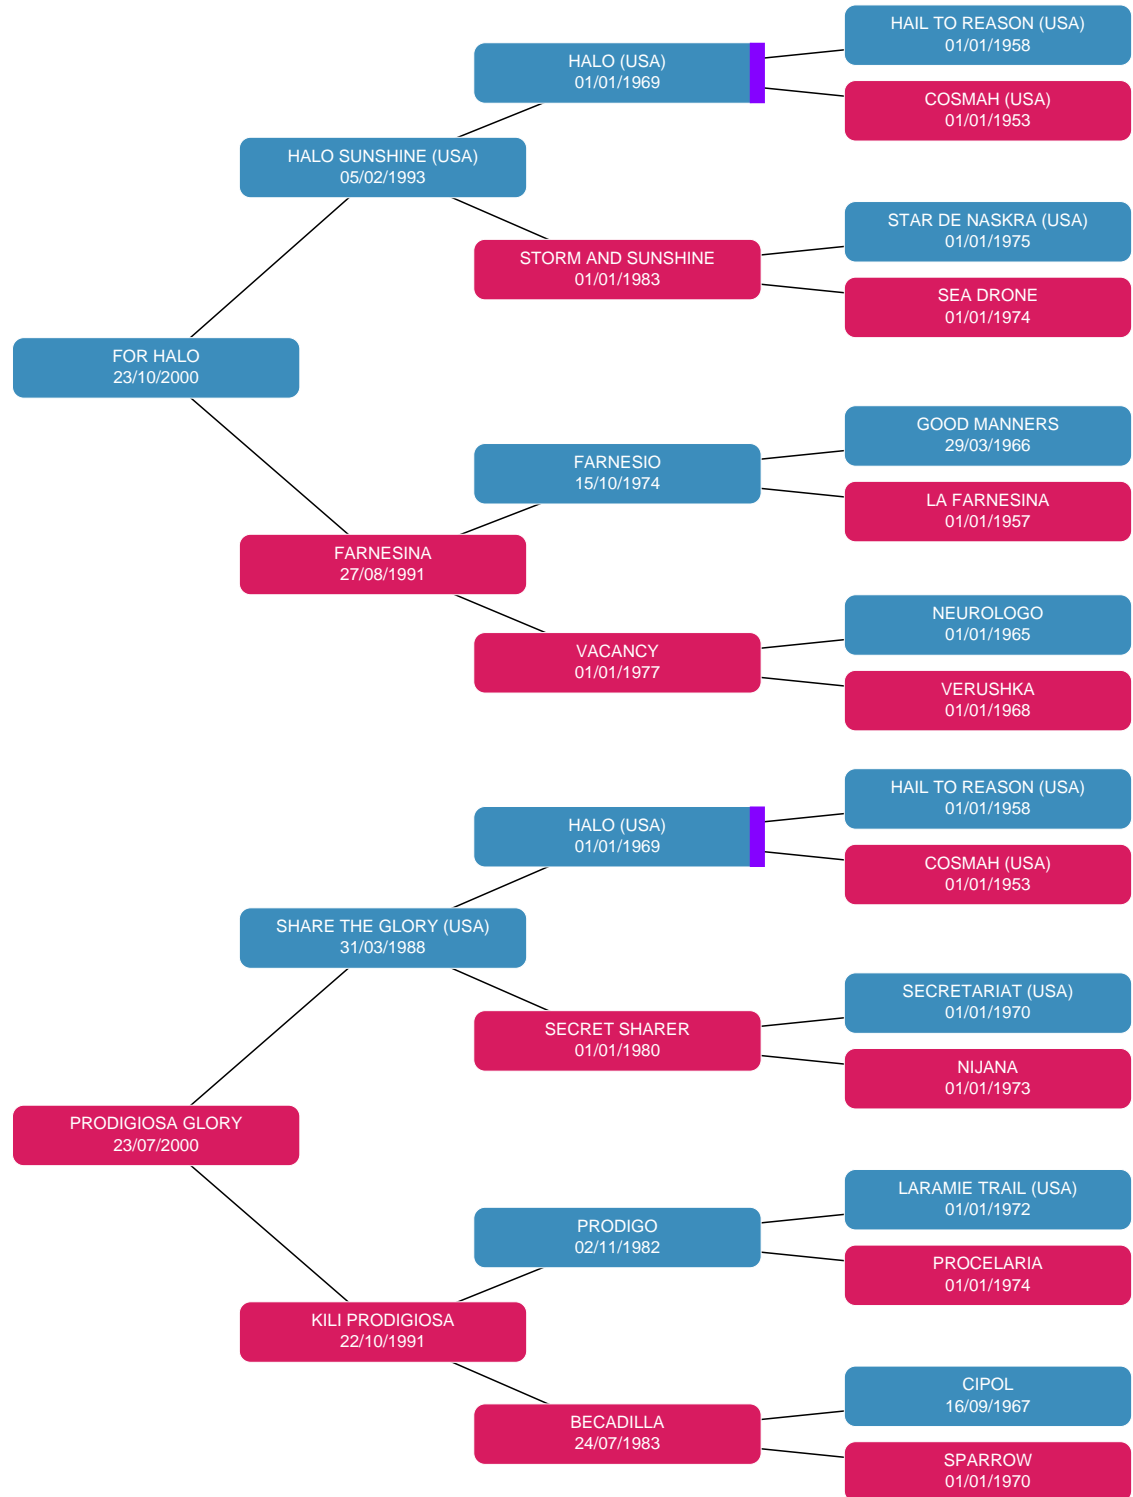 HAIL TO REASON (USA)
01/01/1958
HALO (USA)
01/01/1969
COSMAH (USA)
01/01/1953
HALO SUNSHINE (USA)
05/02/1993
STAR DE NASKRA (USA)
01/01/1975
STORM AND SUNSHINE
01/01/1983
SEA DRONE
01/01/1974
FOR HALO
23/10/2000
GOOD MANNERS
29/03/1966
FARNESIO
15/10/1974
LA FARNESINA
01/01/1957
FARNESINA
27/08/1991
NEUROLOGO
01/01/1965
VACANCY
01/01/1977
VERUSHKA
01/01/1968
HAIL TO REASON (USA)
01/01/1958
HALO (USA)
01/01/1969
COSMAH (USA)
01/01/1953
SHARE THE GLORY (USA)
31/03/1988
SECRETARIAT (USA)
01/01/1970
SECRET SHARER
01/01/1980
NIJANA
01/01/1973
PRODIGIOSA GLORY
23/07/2000
LARAMIE TRAIL (USA)
01/01/1972
PRODIGO
02/11/1982
PROCELARIA
01/01/1974
KILI PRODIGIOSA
22/10/1991
CIPOL
16/09/1967
BECADILLA
24/07/1983
SPARROW
01/01/1970